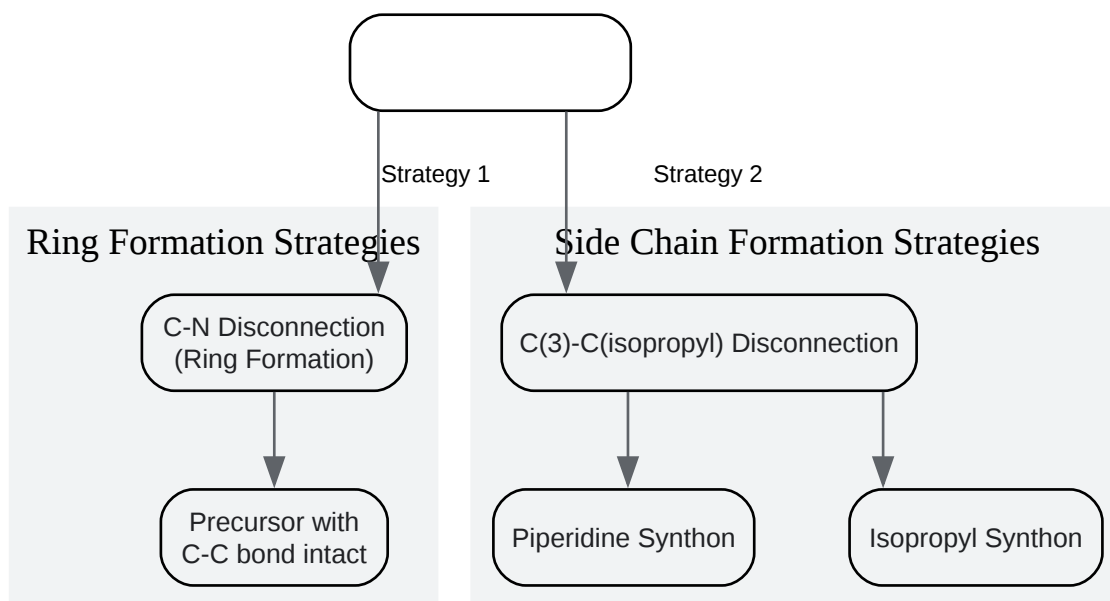 Strategy 1
Strategy 2
Ring Formation Strategies
Side Chain Formation Strategies
C-N Disconnection
(Ring Formation)
C(3)-C(isopropyl) Disconnection
Precursor with
C-C bond intact
Piperidine Synthon
Isopropyl Synthon